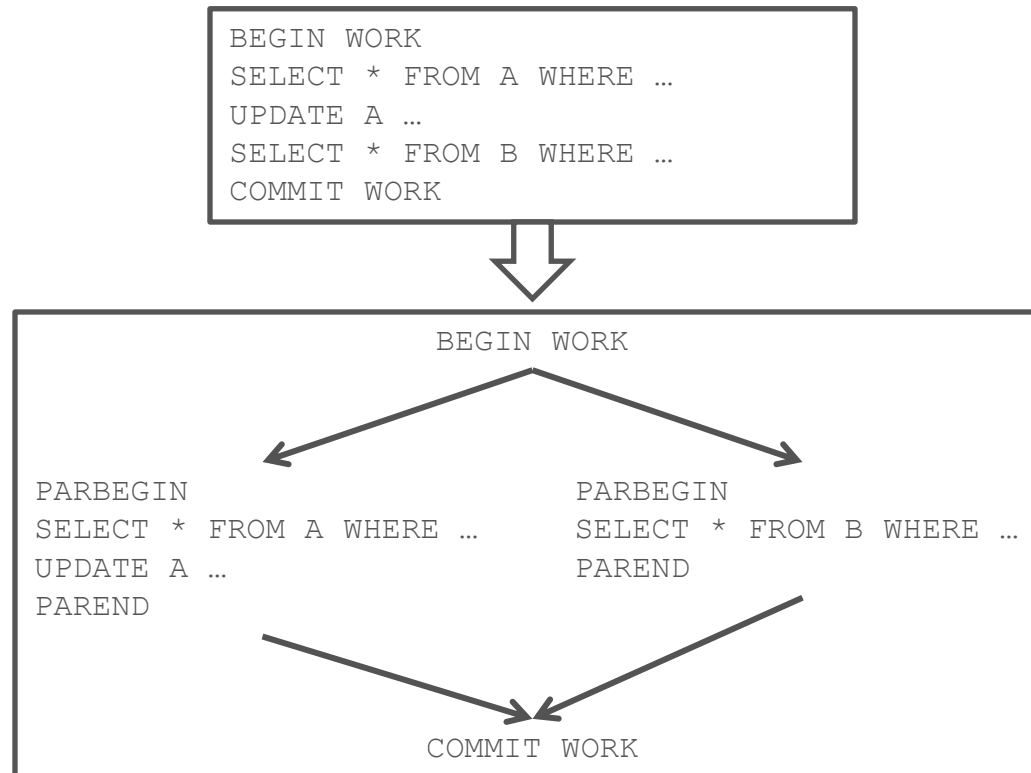 BEGIN WORK
SELECT * FROM A WHERE …
UPDATE A …
SELECT * FROM B WHERE …
COMMIT WORK
BEGIN WORK
PARBEGIN
SELECT * FROM A WHERE …
UPDATE A …
PAREND
PARBEGIN
SELECT * FROM B WHERE …
PAREND
COMMIT WORK